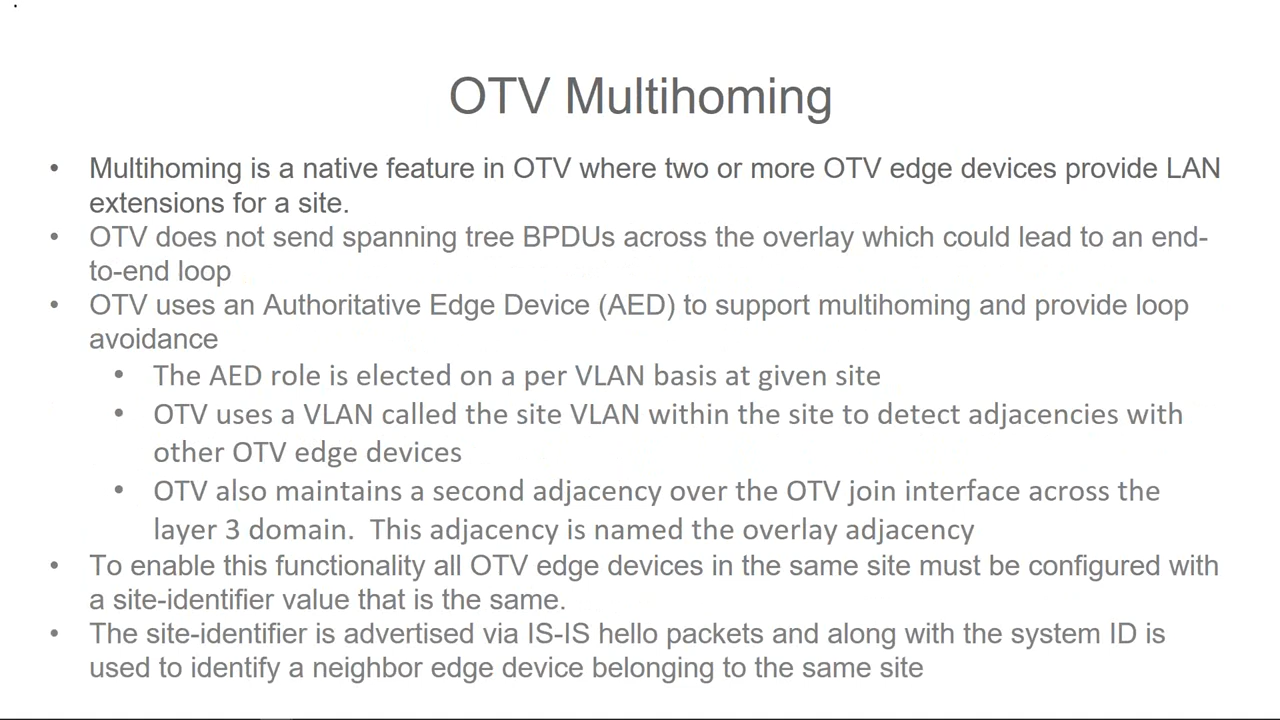 OTV Multihoming
• Multihoming is a native feature in OTV where two or more OTV edge devices provide LAN
extensions for a site.
• OTV does not send spanning tree BPDUs across the overlay which could lead to an end-
to-end loop
• OTV uses an Authoritative Edge Device (AED) to support multihoming and provide loop
avoidance
• The AED role is elected on a per VLAN basis at given site
• OTV uses a VLAN called the site VLAN within the site to detect adjacencies with
other OTV edge devices
• OTV also maintains a second adjacency over the OTV join interface across the
layer 3 domain.  This adjacency is named the overlay adjacency
• To enable this functionality all OTV edge devices in the same site must be configured with
a site-identifier value that is the same.
• The site-identifier is advertised via IS-IS hello packets and along with the system ID is
used to identify a neighbor edge device belonging to the same site